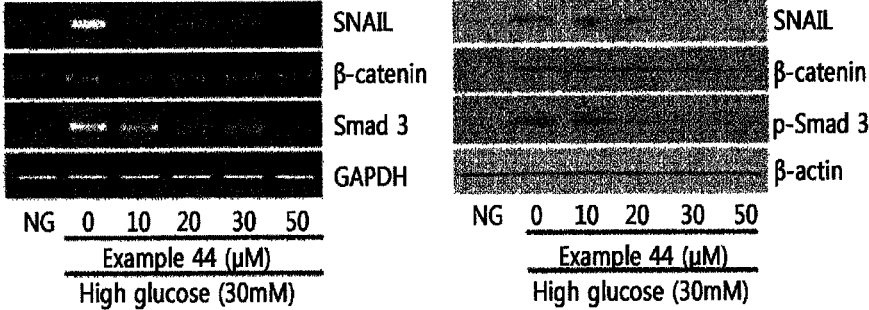 SNAIL
β-catenin
Smad 3
GAPDH
NG 0 10 20 30 50
Example 44 (μM)
High glucose (30mM)
SNAIL
β-catenin
p-Smad 3
β-actin
NG 0 10 20 30 50
Example 44 (μM)
High glucose (30mM)